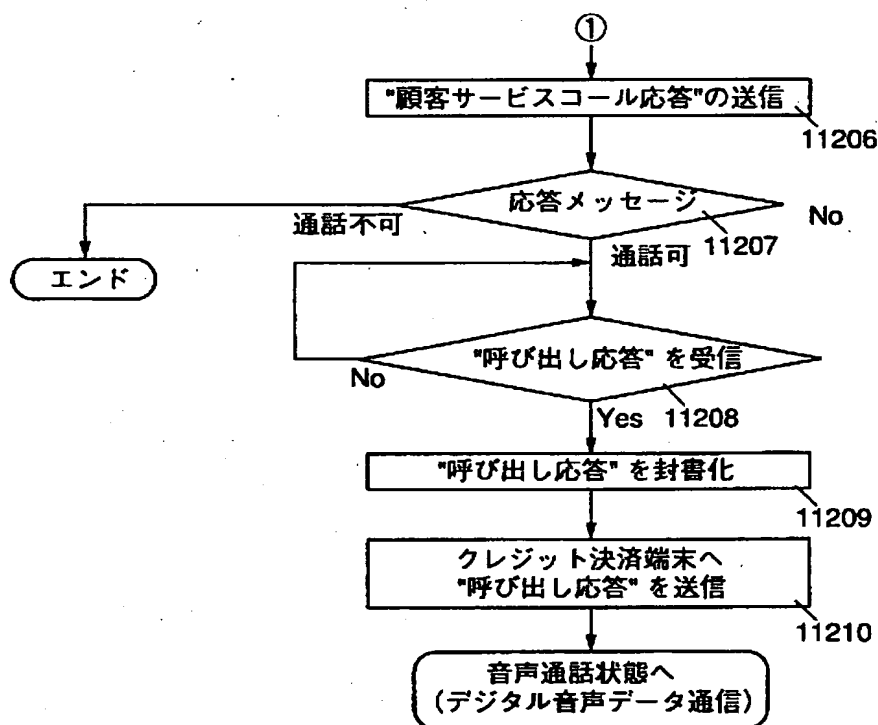 ①
"顧客サービスコール応答"の送信
11206
応答メッセージ
No
通話不可
11207
通話可
エンド
"呼び出し応答" を受信
No
Yes 11208
"呼び出し応答" を封書化
11209
クレジット決済端末へ
"呼び出し応答" を送信
11210
音声通話状態へ
(デジタル音声データ通信)